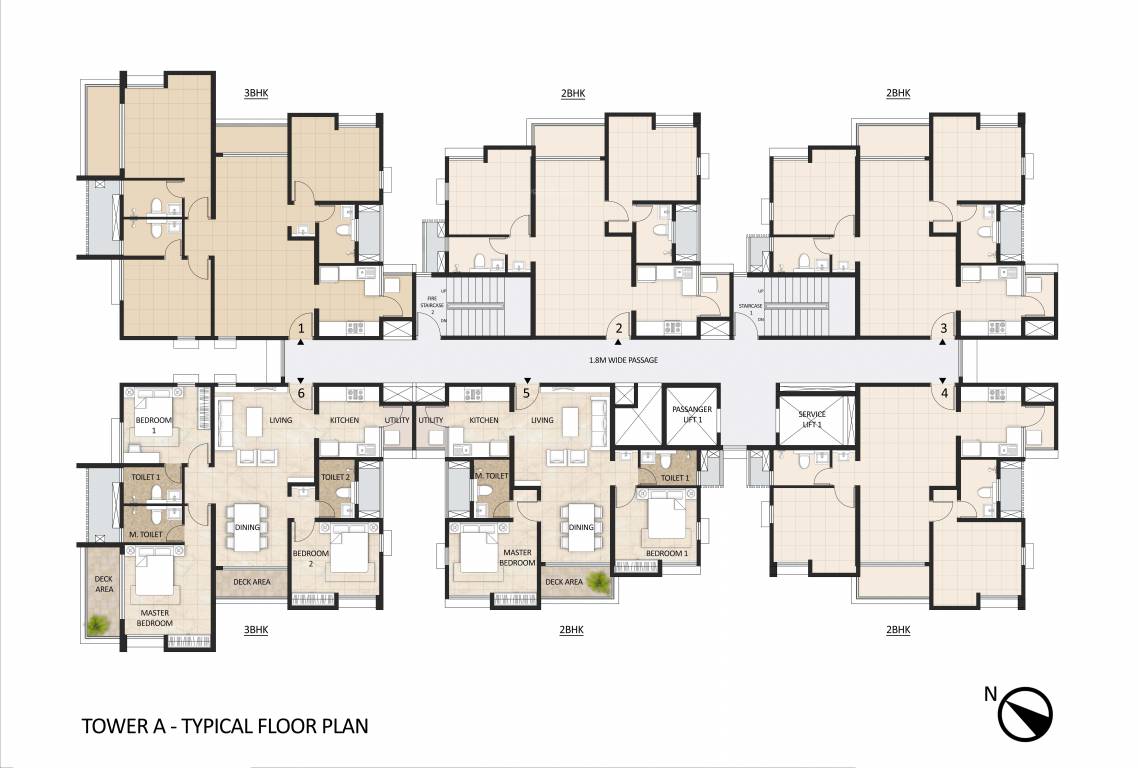 3BHK
2BHK
2BHK
UP
FIRE
STAIRCASE
2
DN
UP
STAIRCASE
1
DN
1
2
3
1.8M WIDE PASSAGE
6
5
4
BEDROOM
1
LIVING
KITCHEN
UTILITY
UTILITY
KITCHEN
LIVING
PASSANGER
LIFT 1
SERVICE
LIFT 1
TOILET 1
TOILET 2
M. TOILET
TOILET 1
M. TOILET
DINING
DINING
BEDROOM
2
MASTER
BEDROOM
BEDROOM 1
DECK
AREA
DECK AREA
DECK AREA
MASTER
BEDROOM
3BHK
2BHK
2BHK
N
TOWER A - TYPICAL FLOOR PLAN